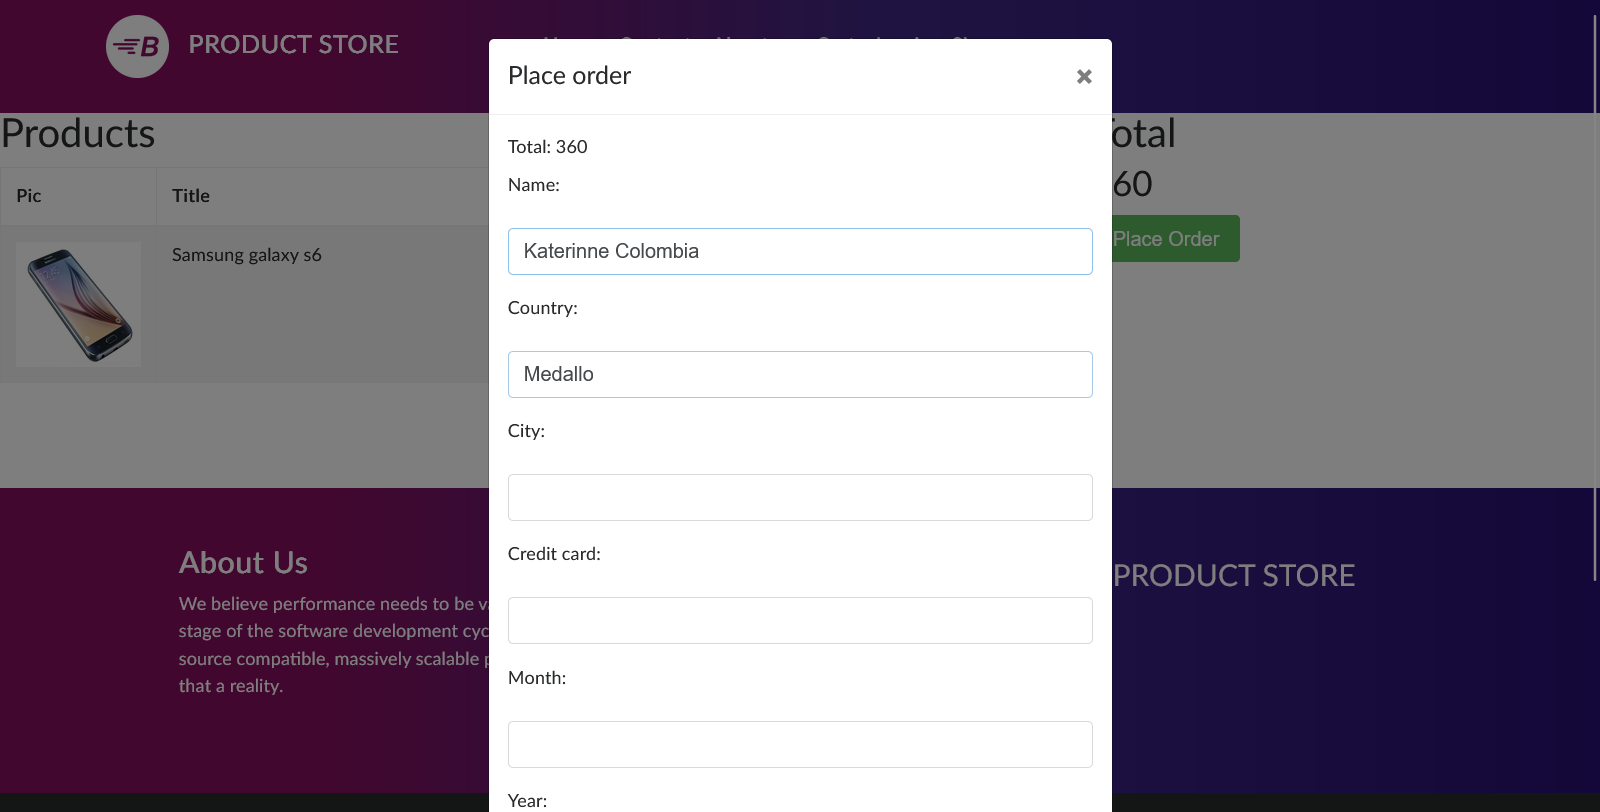 B PRODUCT STORE
Place order
Total: 360
Name:
Katerinne Colombia
Country:
Medallo
City:
Credit card:
Month:
Year:
Products
Pic Title
Samsung galaxy s6
otal
60
Place Order
About Us
We believe performance needs to be va
stage of the software development cyc
source compatible, massively scalable p
that a reality.
PRODUCT STORE